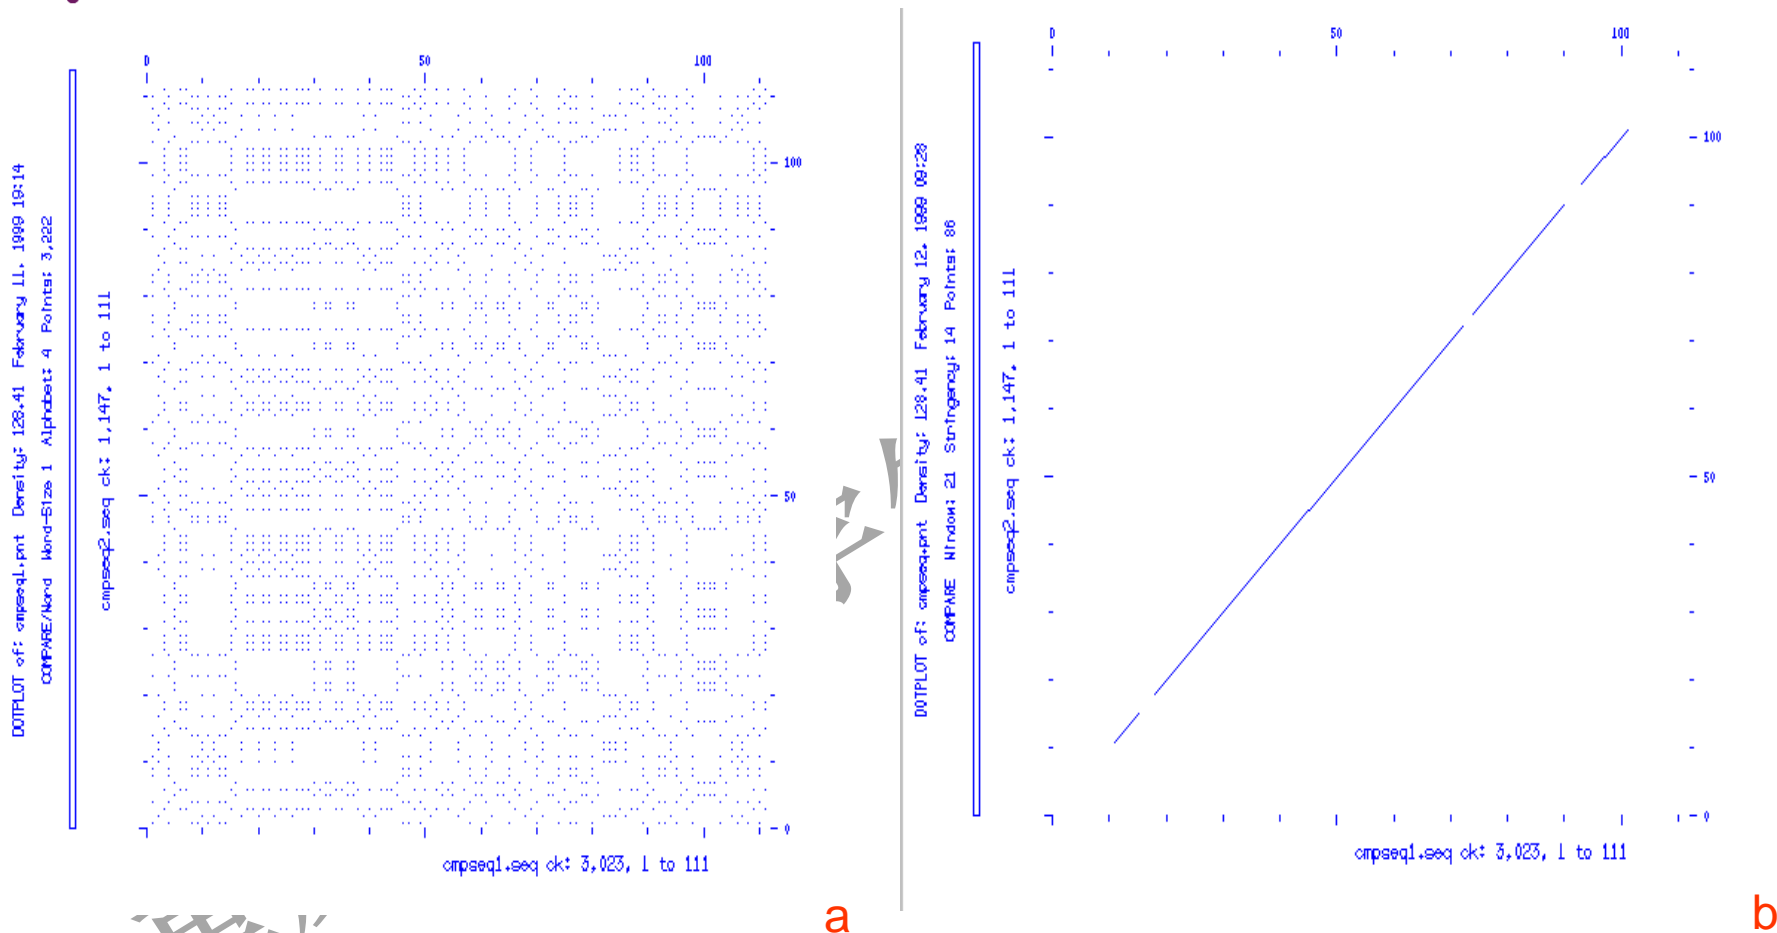 DOTPLOT of: cmpseq1.pnt Density: 128.41 February 11, 1999 19:14
COMPARE/Word Word-Size 1 Alphabet: 4 Points: 3,222
cmpseq2.seq ck: 1,147, 1 to 111
0 50 100
100
50
0
cmpseq1.seq ck: 3,023, 1 to 111
a
DOTPLOT of: cmpseq.pnt Density: 128.41 February 12, 1999 09:28
COMPARE Window: 21 Stringency: 14 Points: 86
cmpseq2.seq ck: 1,147, 1 to 111
0 50 100
100
50
0
cmpseq1.seq ck: 3,023, 1 to 111
b